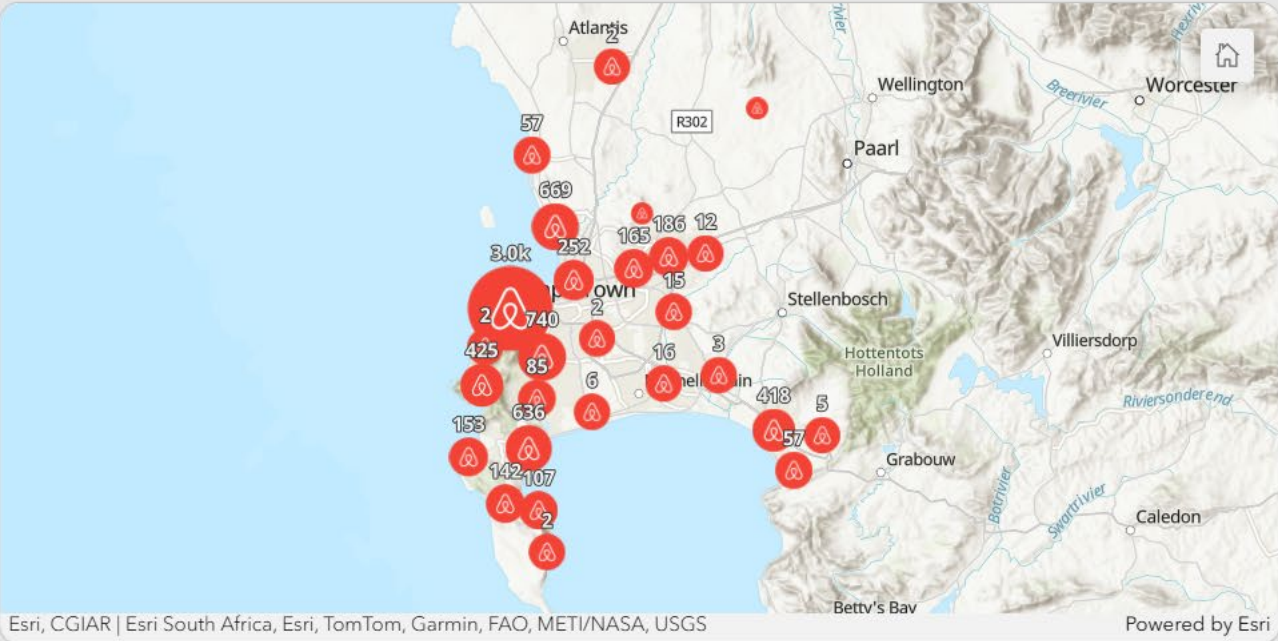 Atlantis
2
rivier
Hexriv
Wellington
Breerivier
Worcester
R302
57
Paarl
669
3.0k
252
165
186
12
Town
15
Stellenbosch
2
740
2
425
85
16
3
Villiersdorp
Hottentots
Holland
6
418
5
Riviersonderend
153
636
57
Grabouw
142
107
2
Botrivier
Swartrivier
Caledon
Betty's Bay
Esri, CGIAR | Esri South Africa, Esri, TomTom, Garmin, FAO, METI/NASA, USGS
Powered by Esri